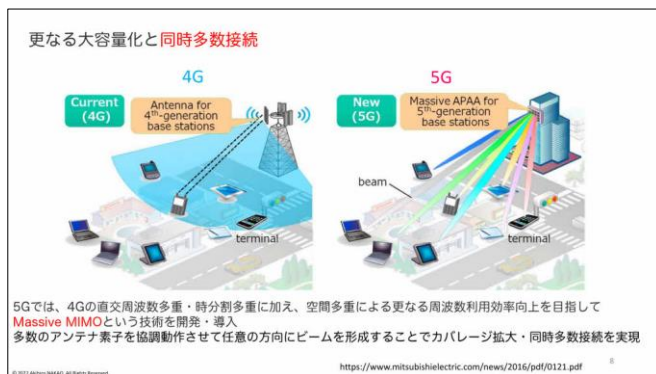 更なる大容量化と同時多数接続
4G
Current
(4G)
Antenna for
4th-generation
base stations
terminal
5G
New
(5G)
Massive APAA for
5th-generation
base stations
beam
terminal
5Gでは、4Gの直交周波数多重・時分割多重に加え、空間多重による更なる周波数利用効率向上を目指して
Massive MIMOという技術を開発・導入
多数のアンテナ素子を協調動作させて任意の方向にビームを形成することでカバレージ拡大・同時多数接続を実現
https://www.mitsubishielectric.com/news/2016/pdf/0121.pdf
8
All Rights Reserved